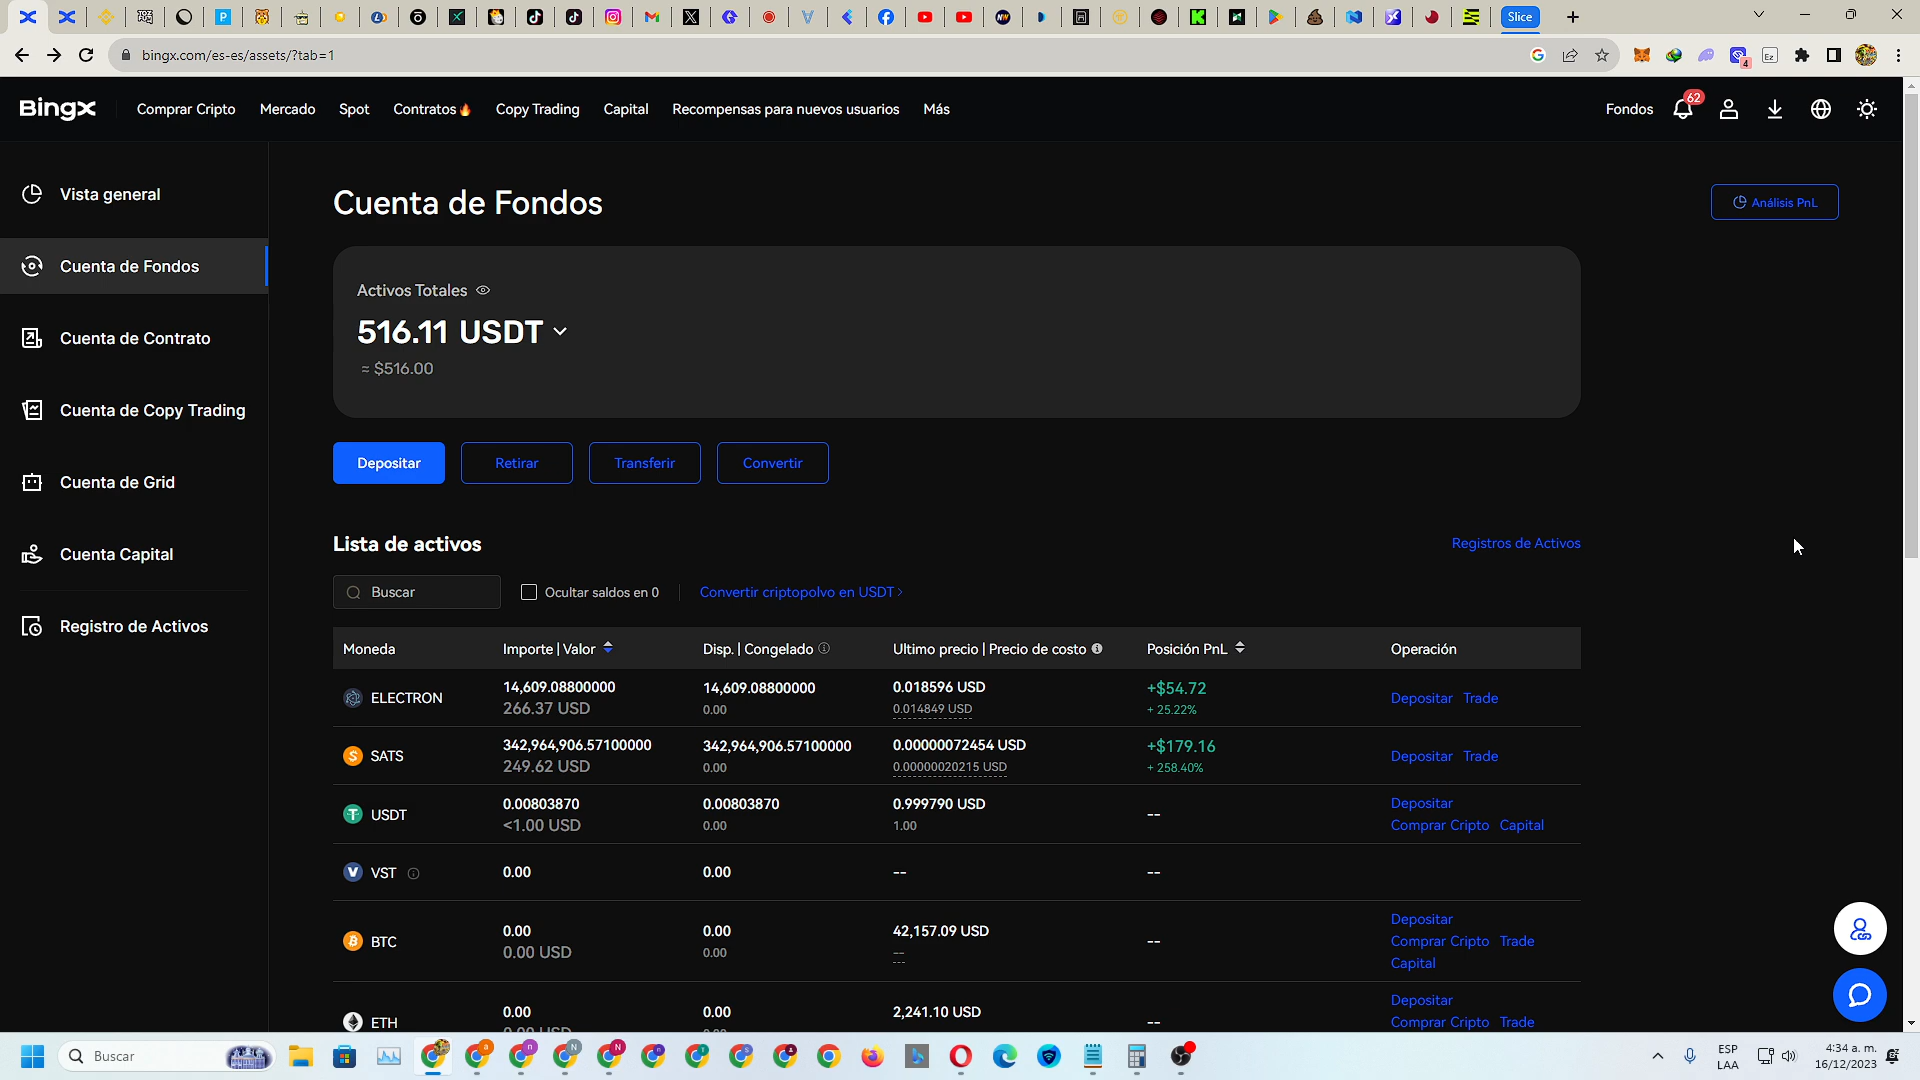 Slice
bingx.com/es-es/assets/?tab=1
4
Ez
BingX
Comprar Cripto
Mercado
Spot
Contratos🔥
Copy Trading
Capital
Recompensas para nuevos usuarios
Más
Fondos
62
Vista general
Cuenta de Fondos
Cuenta de Contrato
Cuenta de Copy Trading
Cuenta de Grid
Cuenta Capital
Registro de Activos
Cuenta de Fondos
Análisis PnL
Activos Totales
516.11 USDT
≈ $516.00
Depositar
Retirar
Transferir
Convertir
Lista de activos
Registros de Activos
Buscar
Ocultar saldos en 0
Convertir criptopolvo en USDT >
Moneda
Importe | Valor
Disp. | Congelado
Ultimo precio | Precio de costo
Posición PnL
Operación
ELECTRON
14,609.08800000
266.37 USD
14,609.08800000
0.00
0.018596 USD
0.014849 USD
+$54.72
+ 25.22%
Depositar Trade
SATS
342,964,906.57100000
249.62 USD
342,964,906.57100000
0.00
0.00000072454 USD
0.00000020215 USD
+$179.16
+ 258.40%
Depositar Trade
USDT
0.00803870
<1.00 USD
0.00803870
0.00
0.999790 USD
1.00
--
Depositar
Comprar Cripto Capital
VST
0.00
0.00
--
--
BTC
0.00
0.00 USD
0.00
0.00
42,157.09 USD
--
--
Depositar
Comprar Cripto Trade
Capital
ETH
0.00
0.00 USD
0.00
0.00
2,241.10 USD
--
Depositar
Comprar Cripto Trade
Buscar
ESP
LAA
4:34 a. m.
16/12/2023